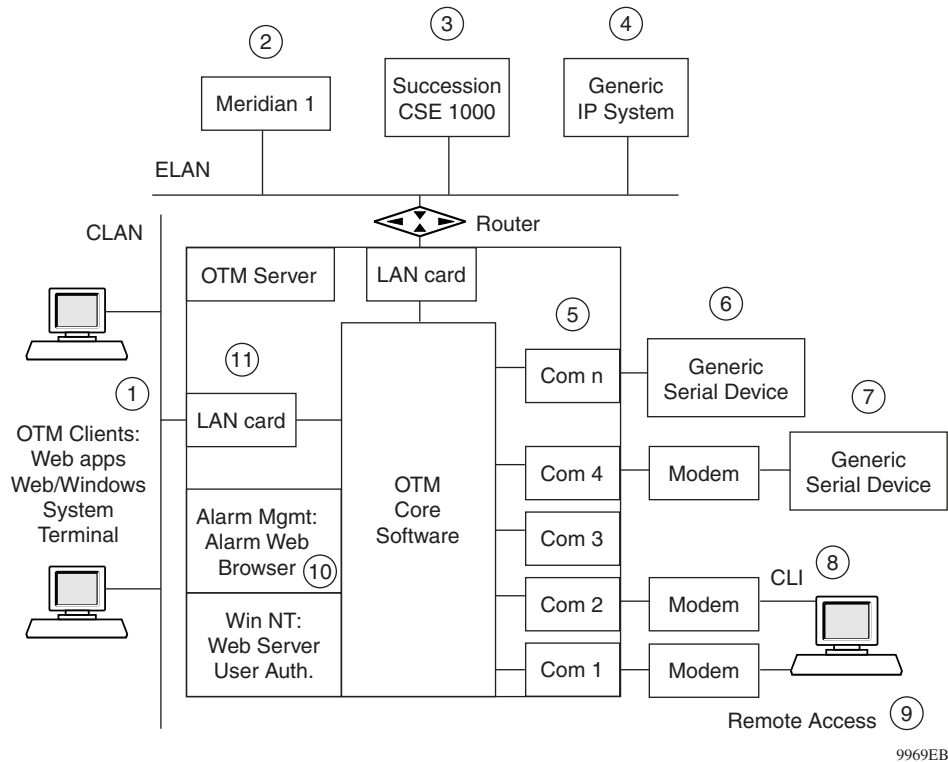 2
3
4
Meridian 1
Succession
CSE 1000
Generic
IP System
ELAN
Router
CLAN
OTM Server
LAN card
5
6
Com n
Generic
Serial Device
11
7
1
LAN card
OTM Clients:
Web apps
Web/Windows
System
Terminal
OTM
Core
Software
Com 4
Modem
Generic
Serial Device
Alarm Mgmt:
Alarm Web
Browser
10
Com 3
CLI
8
Com 2
Modem
Win NT:
Web Server
User Auth.
Com 1
Modem
Remote Access
9
9969EB